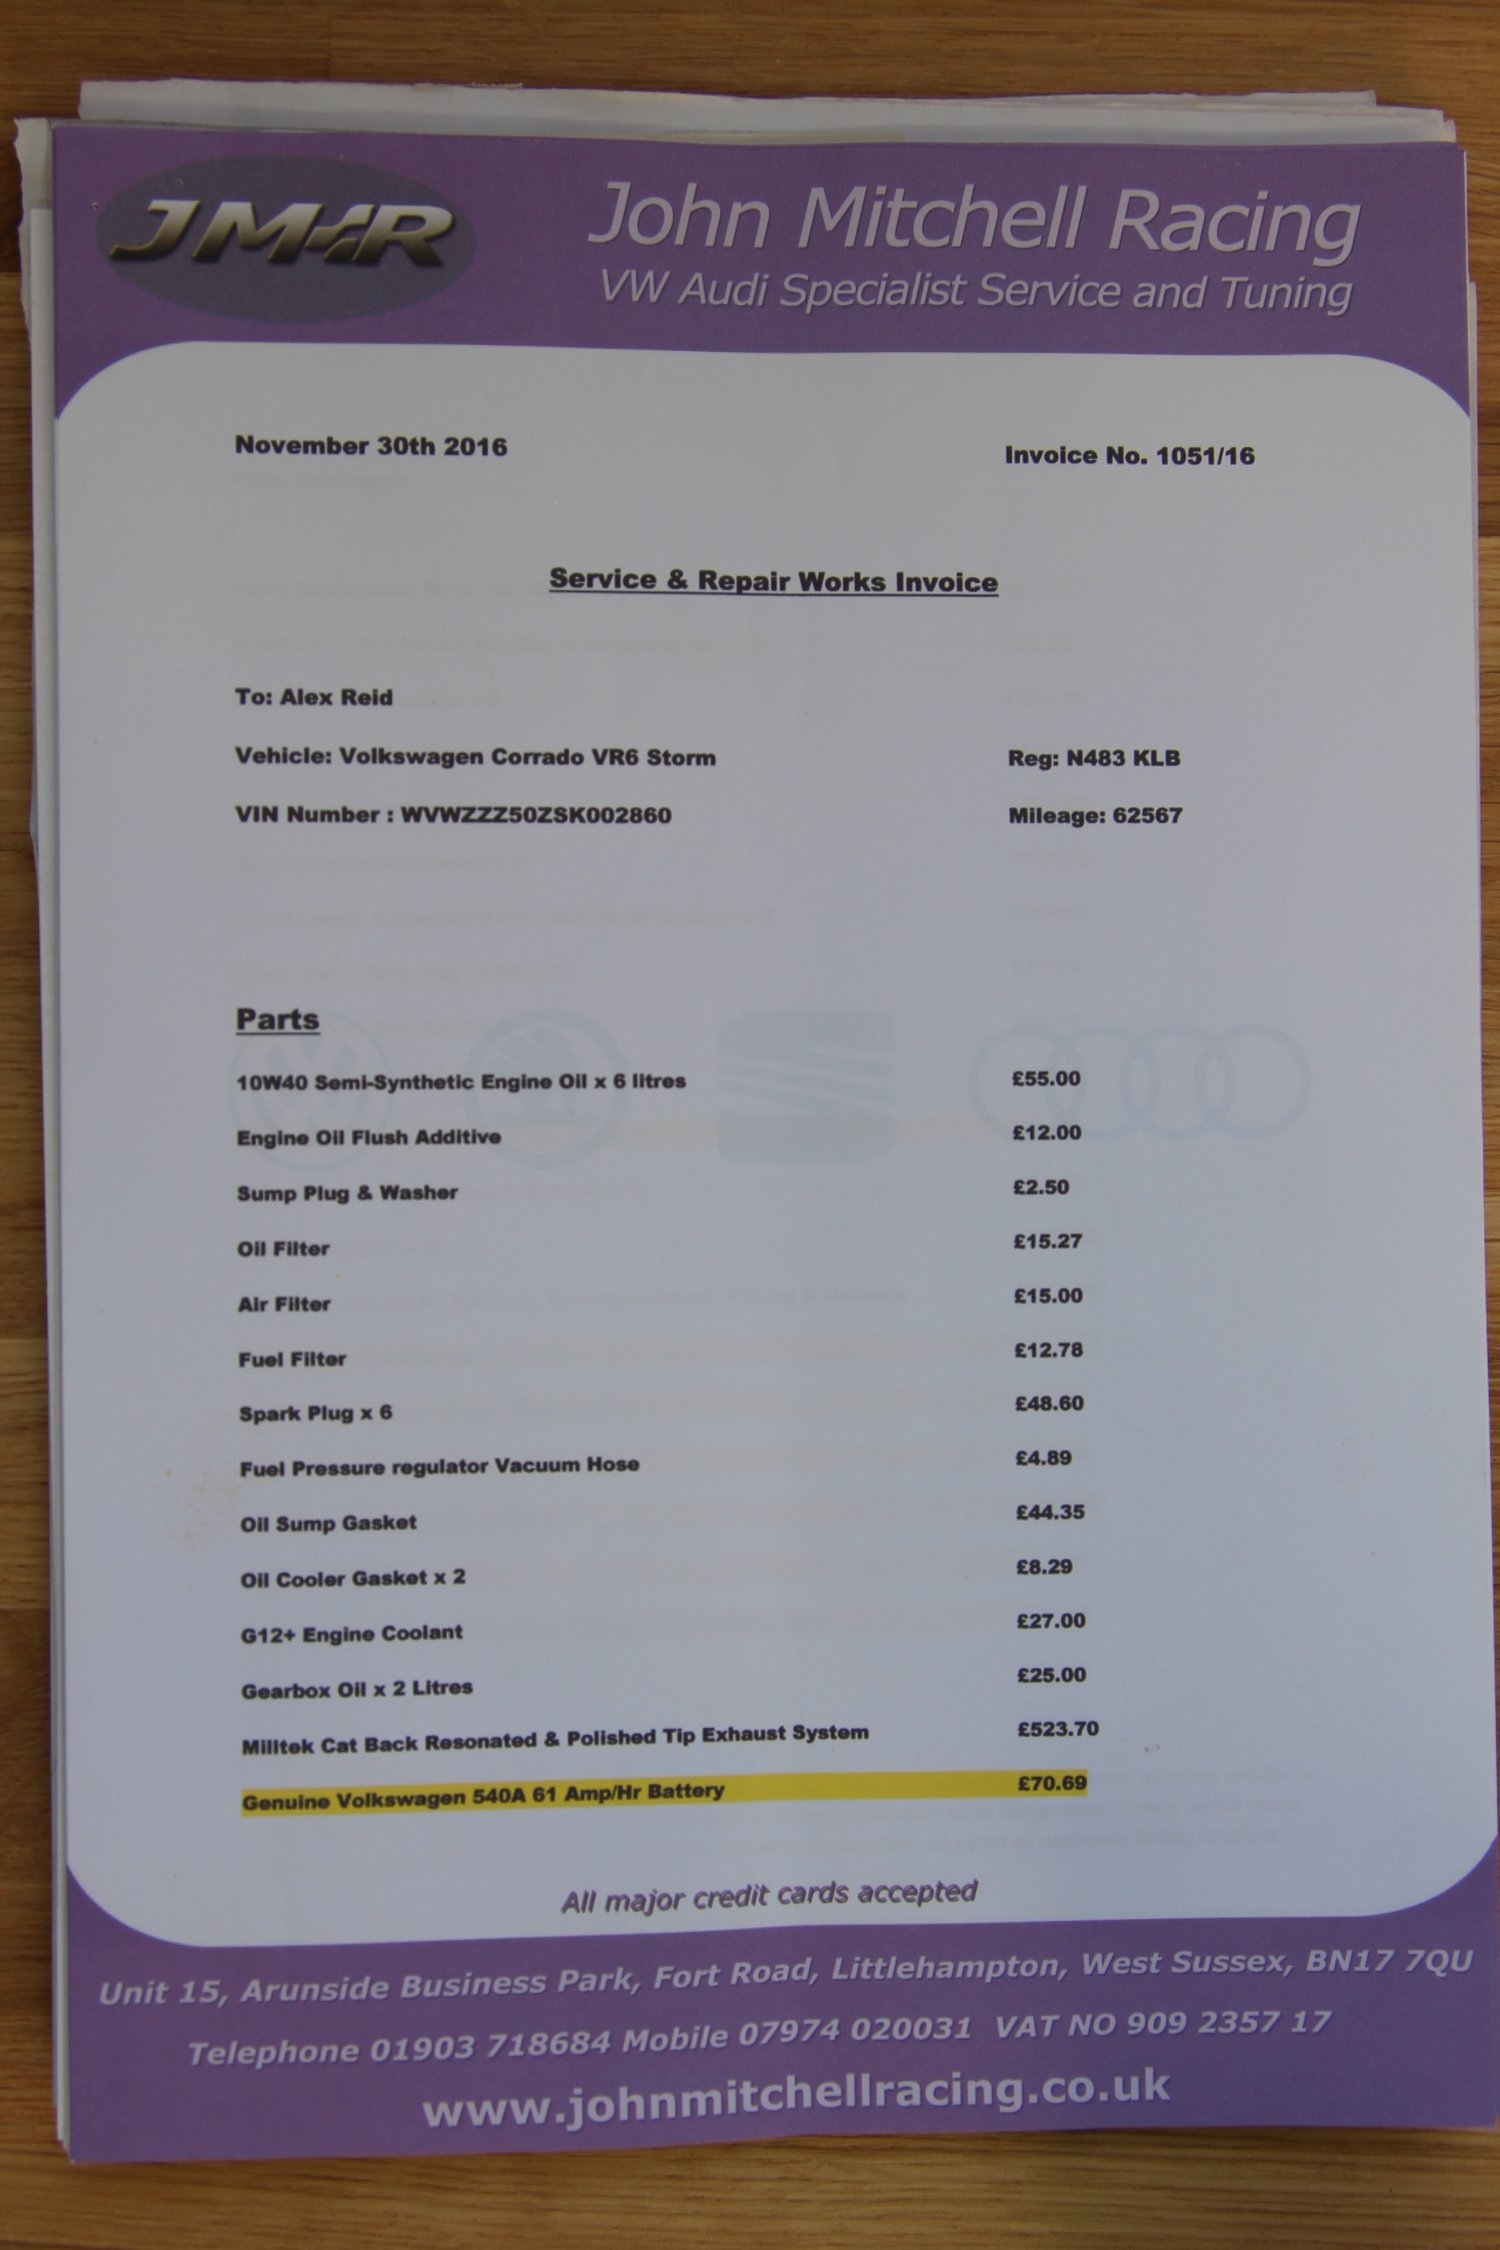 JMR
John Mitchell Racing
VW Audi Specialist Service and Tuning
November 30th 2016
Invoice No. 1051/16
Service & Repair Works Invoice
To: Alex Reid
Vehicle: Volkswagen Corrado VR6 Storm
Reg: N483 KLB
VIN Number : WVWZZZ50ZSK002860
Mileage: 62567
Parts
10W40 Semi-Synthetic Engine Oil x 6 litres £55.00
Engine Oil Flush Additive £12.00
Sump Plug & Washer £2.50
Oil Filter £15.27
Air Filter £15.00
Fuel Filter £12.78
Spark Plug x 6 £48.60
Fuel Pressure regulator Vacuum Hose £4.89
Oil Sump Gasket £44.35
Oil Cooler Gasket x 2 £8.29
G12+ Engine Coolant £27.00
Gearbox Oil x 2 Litres £25.00
Milltek Cat Back Resonated & Polished Tip Exhaust System £523.70
Genuine Volkswagen 540A 61 Amp/Hr Battery £70.69
All major credit cards accepted
Unit 15, Arunside Business Park, Fort Road, Littlehampton, West Sussex, BN17 7QU
Telephone 01903 718684 Mobile 07974 020031 VAT NO 909 2357 17
www.johnmitchellracing.co.uk